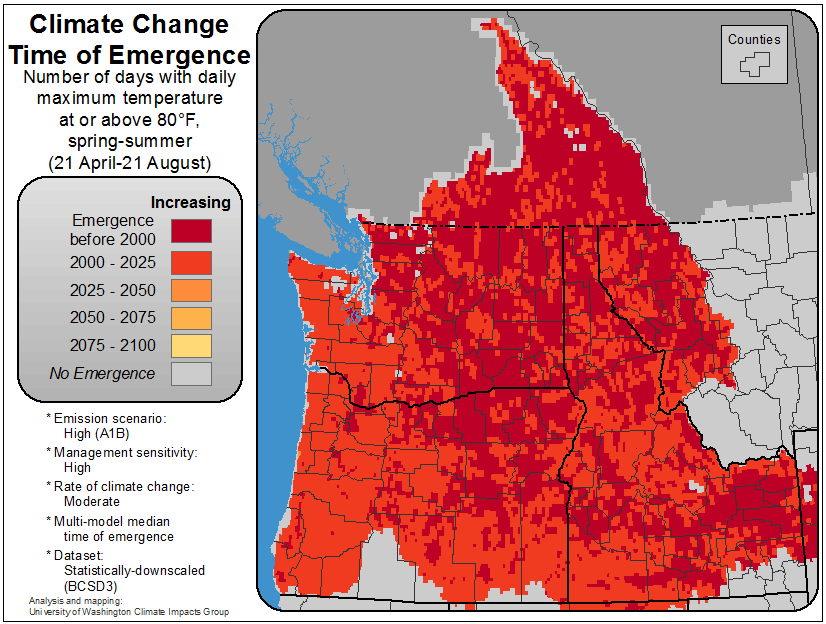 Climate Change
Time of Emergence
Number of days with daily
maximum temperature
at or above 80°F,
spring-summer
(21 April-21 August)
Increasing
Emergence
before 2000
2000 - 2025
2025 - 2050
2050 - 2075
2075 - 2100
No Emergence
* Emission scenario:
High (A1B)
* Management sensitivity:
High
* Rate of climate change:
Moderate
* Multi-model median
time of emergence
* Dataset:
Statistically-downscaled
(BCSD3)
Analysis and mapping:
University of Washington Climate Impacts Group
Counties